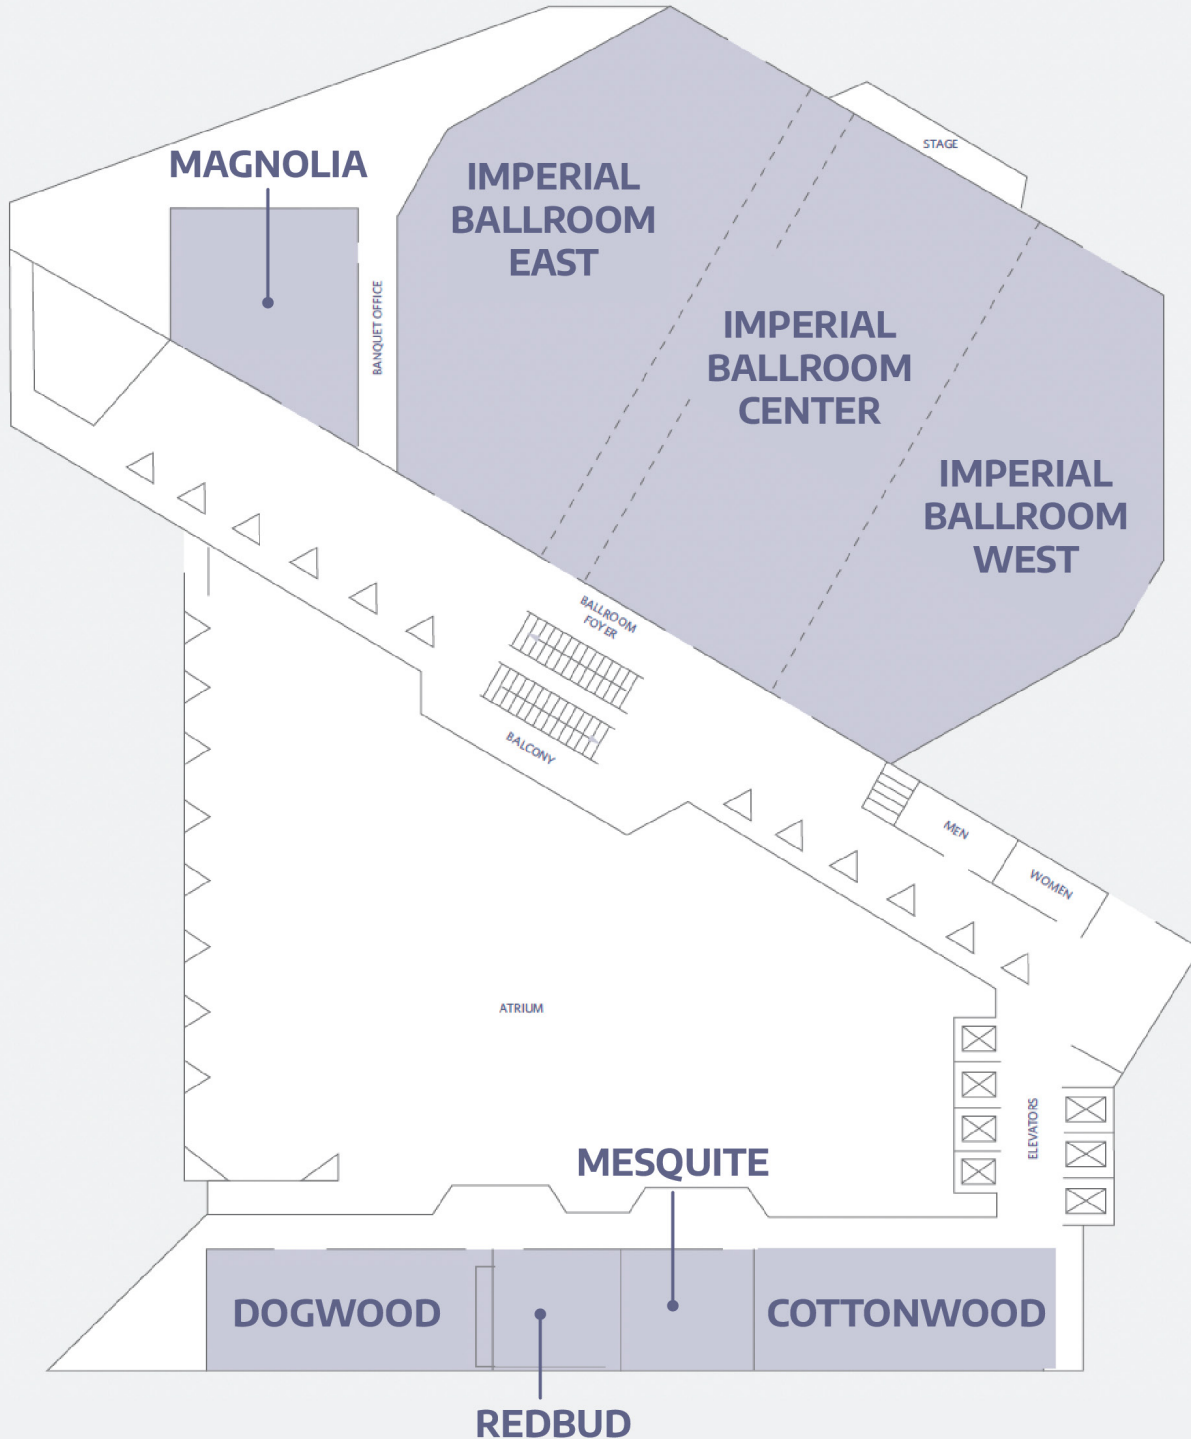 STAGE
MAGNOLIA
IMPERIAL
BALLROOM
EAST
BANQUET OFFICE
IMPERIAL
BALLROOM
CENTER
IMPERIAL
BALLROOM
WEST
BALLROOM
FOYER
BALCONY
MEN
WOMEN
ATRIUM
ELEVATORS
MESQUITE
DOGWOOD
COTTONWOOD
REDBUD